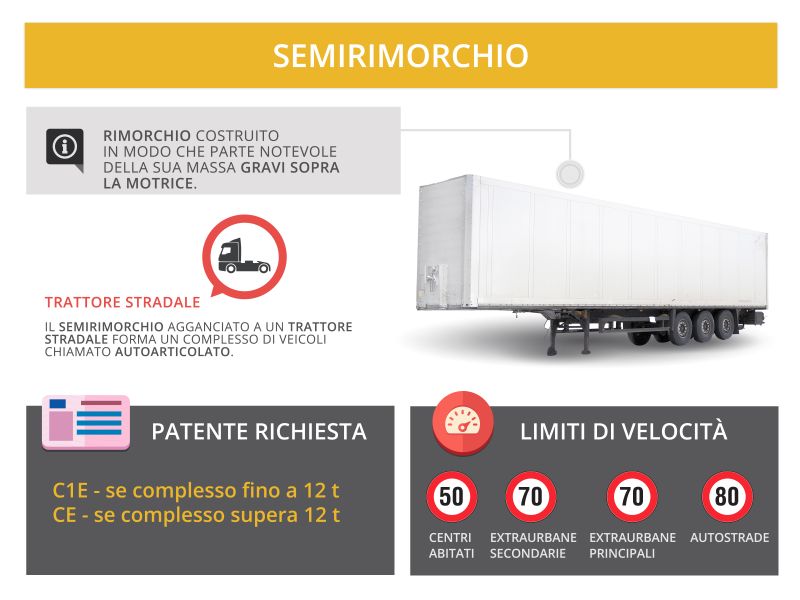 SEMIRIMORCHIO
RIMORCHIO COSTRUITO
IN MODO CHE PARTE NOTEVOLE
DELLA SUA MASSA GRAVI SOPRA
LA MOTRICE.
TRATTORE STRADALE
IL SEMIRIMORCHIO AGGANCIATO A UN TRATTORE
STRADALE FORMA UN COMPLESSO DI VEICOLI
CHIAMATO AUTOARTICOLATO.
PATENTE RICHIESTA
C1E - se complesso fino a 12 t
CE - se complesso supera 12 t
LIMITI DI VELOCITÀ
50 70 70 80
CENTRI
ABITATI
EXTRAURBANE
SECONDARIE
EXTRAURBANE
PRINCIPALI
AUTOSTRADE